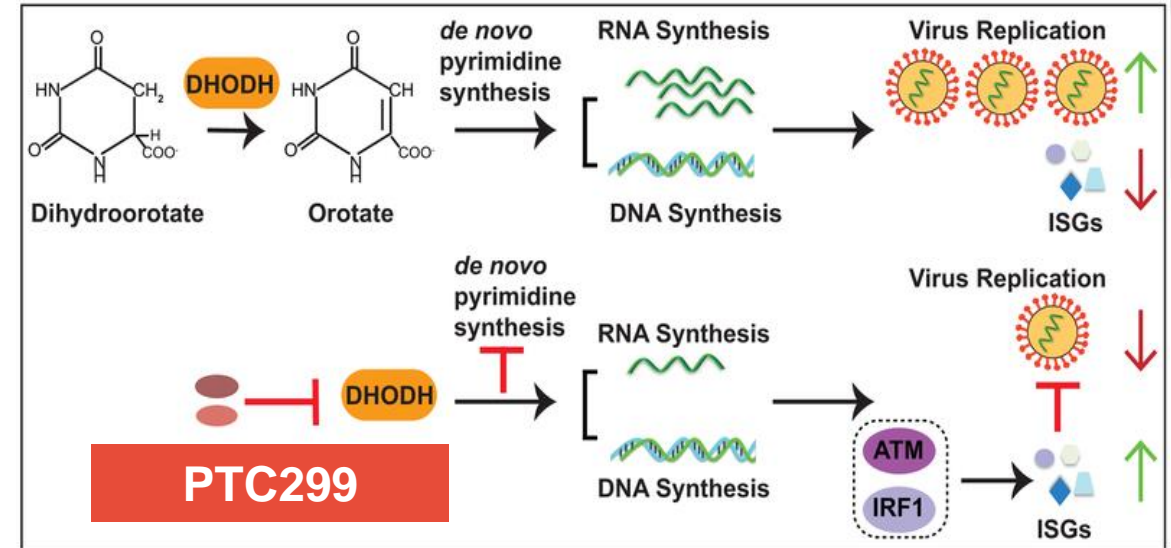 de novo
pyrimidine
synthesis
RNA Synthesis
Virus Replication
O
HN
CH2
H
COO-
O
N
H
DHODH
O
HN
CH
COO-
O
N
H
Dihydroorotate
Orotate
DNA Synthesis
ISGs
de novo
pyrimidine
synthesis
Virus Replication
RNA Synthesis
DHODH
PTC299
DNA Synthesis
ATM
IRF1
ISGs